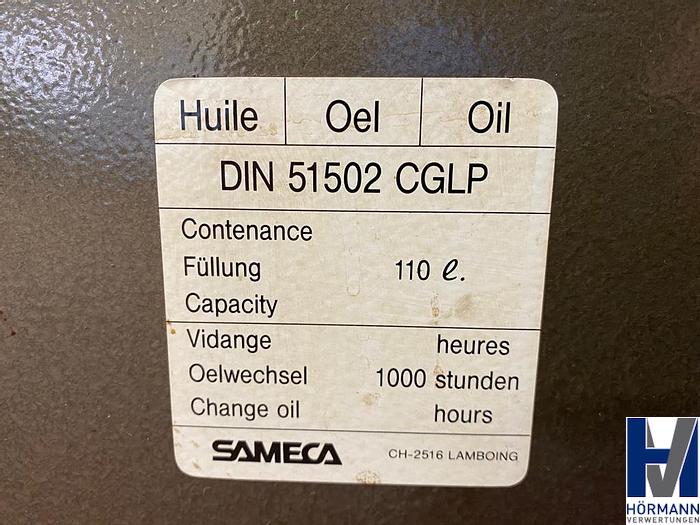 Huile Oel Oil
DIN 51502 CGLP
Contenance
Füllung 110 ℓ.
Capacity
Vidange heures
Oelwechsel 1000 stunden
Change oil hours
SAMECA CH-2516 LAMBOING
HV
HÖRMANN
VERWERTUNGEN